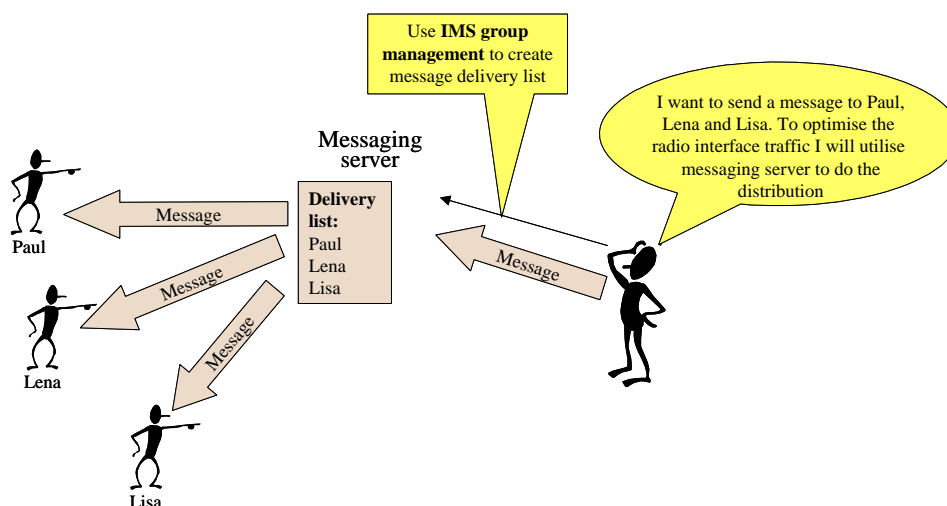 Use IMS group
management to create
message delivery list
I want to send a message to Paul,
Lena and Lisa. To optimise the
radio interface traffic I will utilise
messaging server to do the
distribution
Messaging
server
Delivery
list:
Paul
Lena
Lisa
Message
Paul
Message
Lena
Message
Lisa
Message